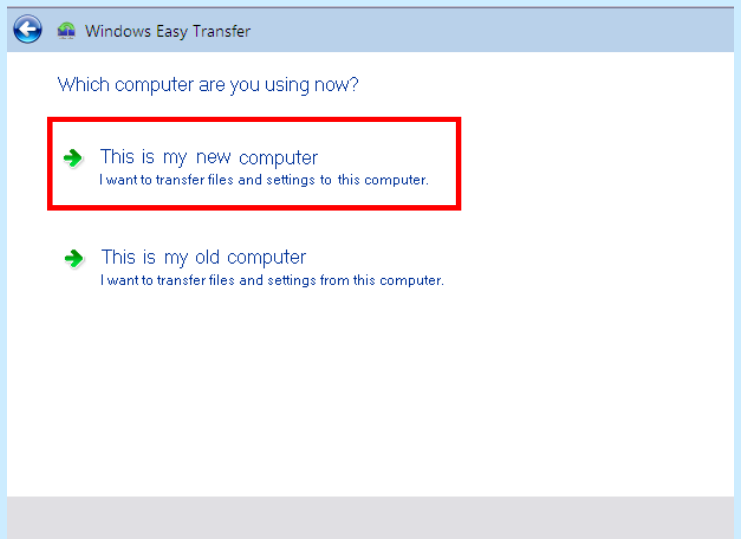 Windows Easy Transfer
Which computer are you using now?
This is my new computer
I want to transfer files and settings to this computer.
This is my old computer
I want to transfer files and settings from this computer.